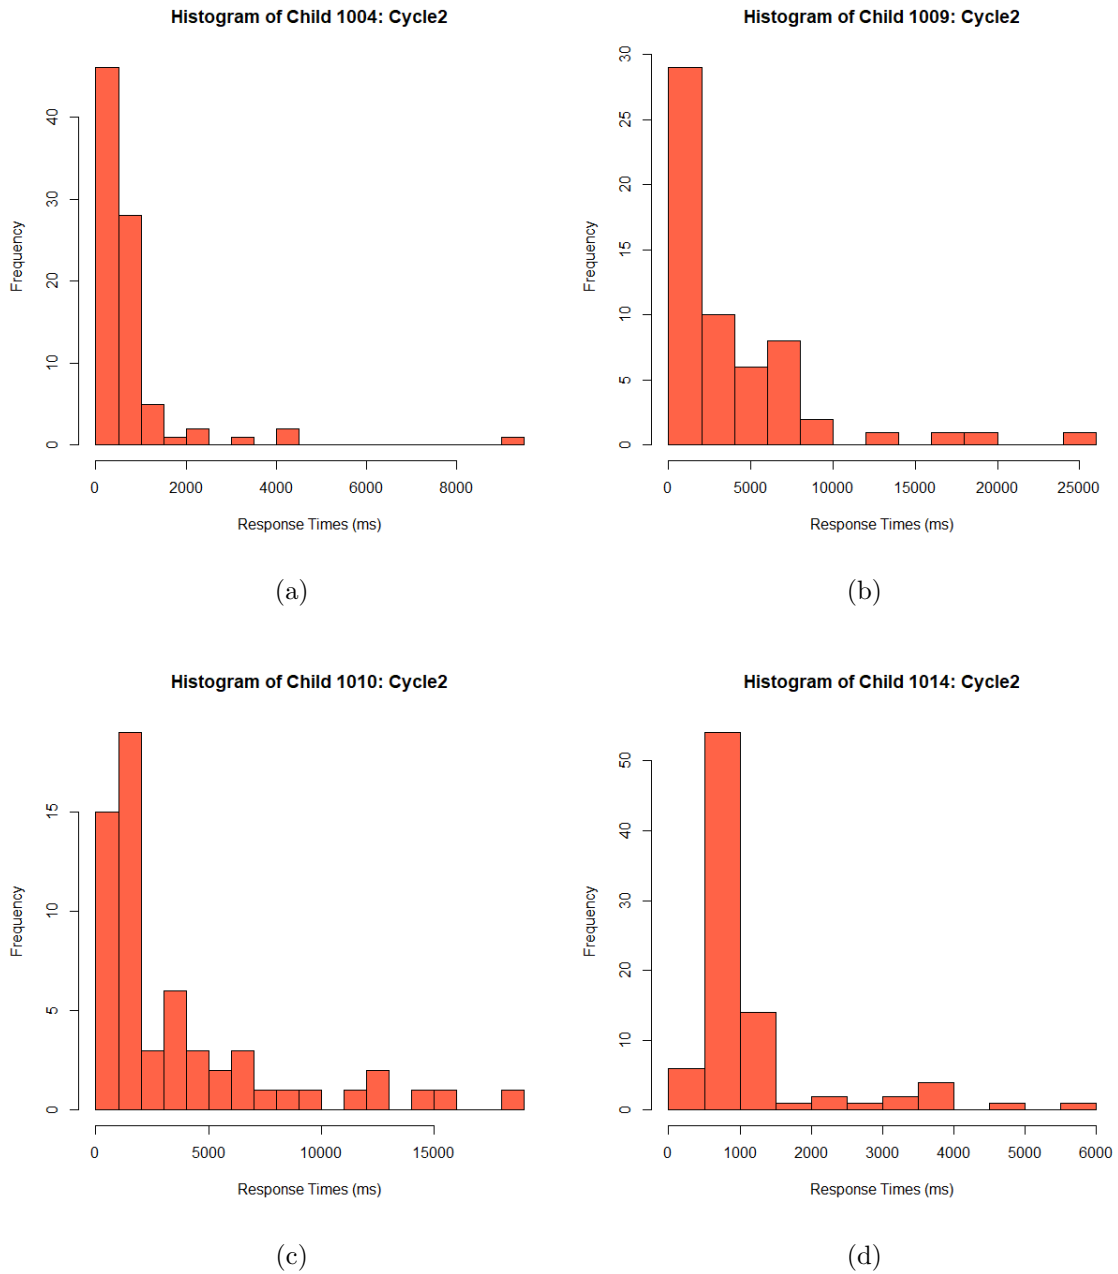 Histogram of Child 1004: Cycle2
Frequency
0
10
20
30
40
0 2000 4000 6000 8000
Response Times (ms)
(a)
Histogram of Child 1009: Cycle2
Frequency
0
5
10
15
20
25
30
0 5000 10000 15000 20000 25000
Response Times (ms)
(b)
Histogram of Child 1010: Cycle2
Frequency
0
5
10
15
0 5000 10000 15000
Response Times (ms)
(c)
Histogram of Child 1014: Cycle2
Frequency
0
10
20
30
40
50
0 1000 2000 3000 4000 5000 6000
Response Times (ms)
(d)